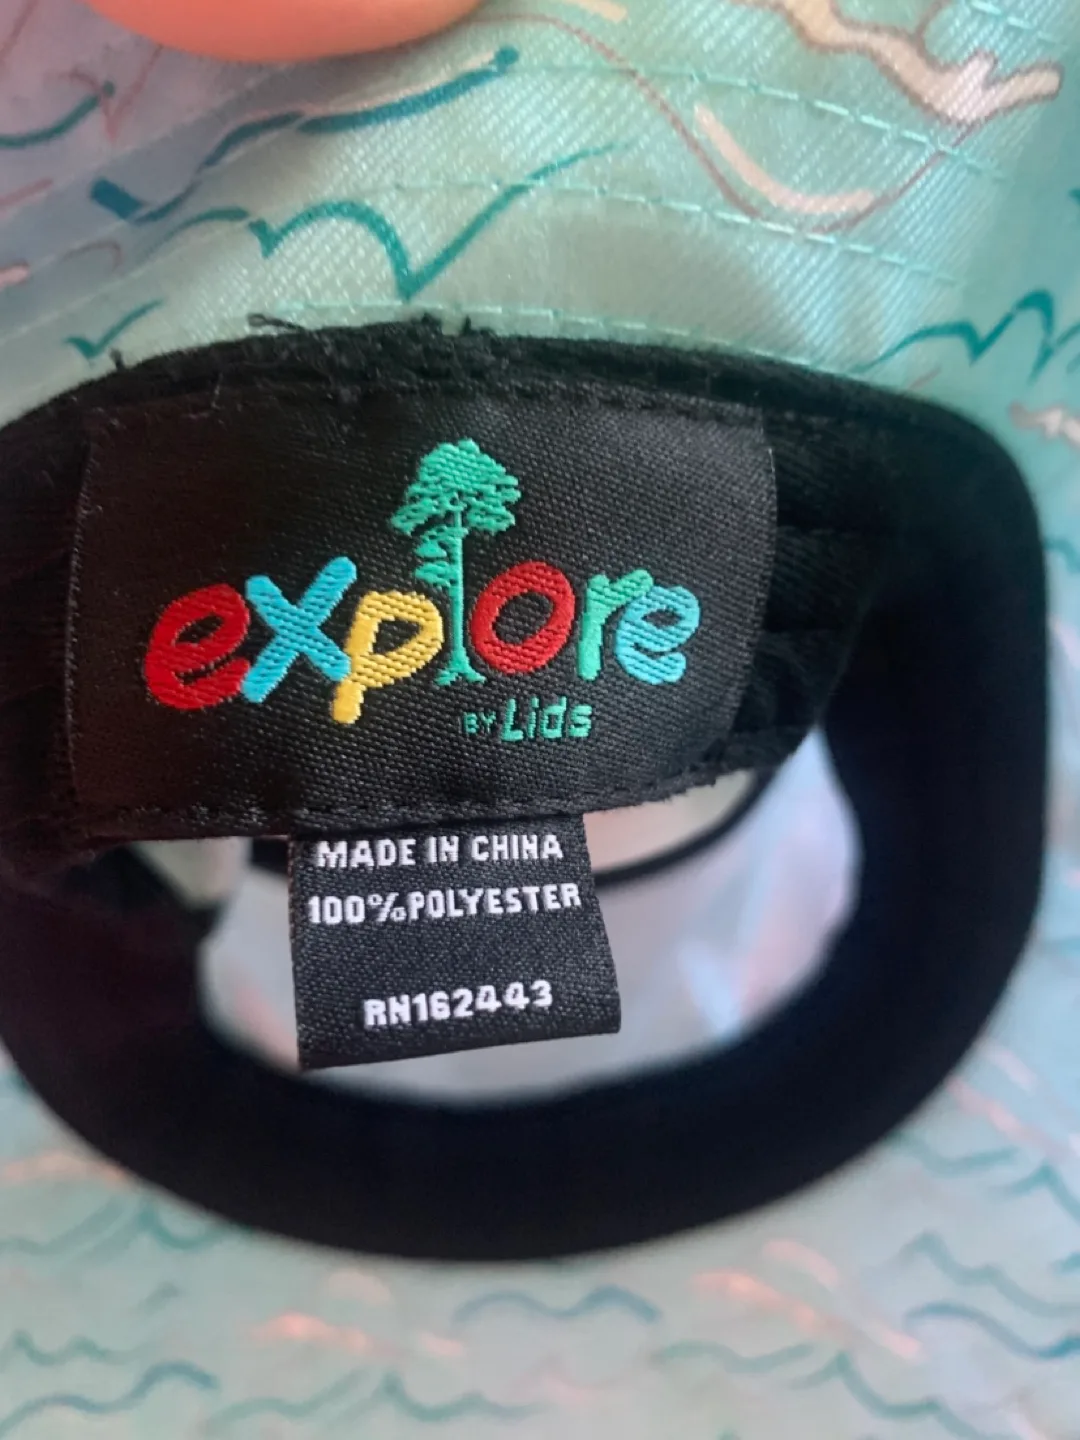 explore
BY Lids
MADE IN CHINA
100%POLYESTER
RN162443